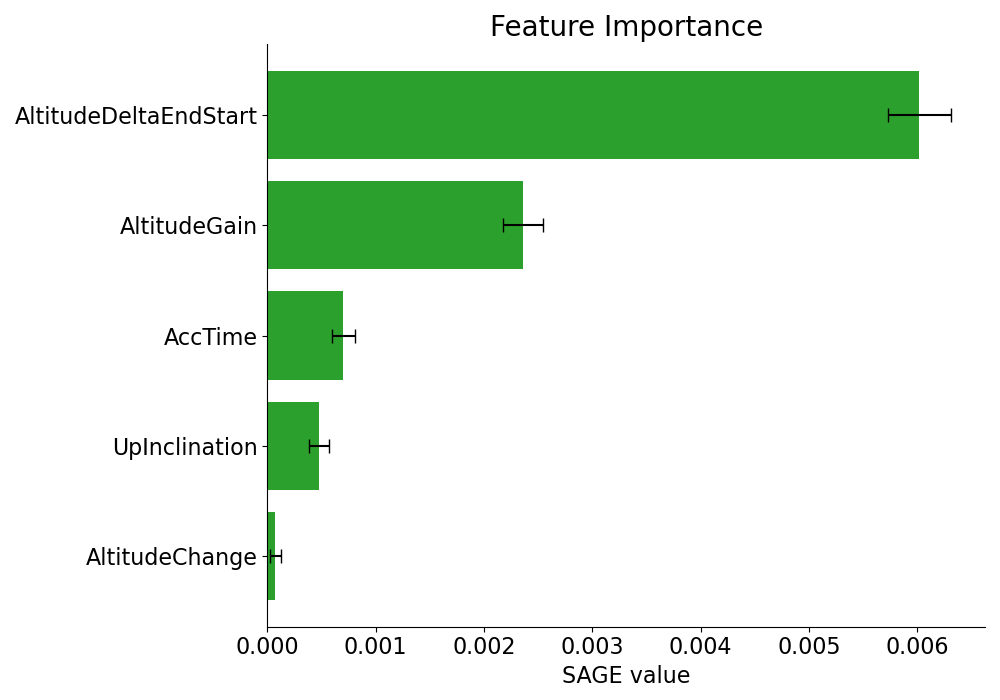 Feature Importance
AltitudeDeltaEndStart
AltitudeGain
AccTime
UpInclination
AltitudeChange
0.000 0.001 0.002 0.003 0.004 0.005 0.006
SAGE value